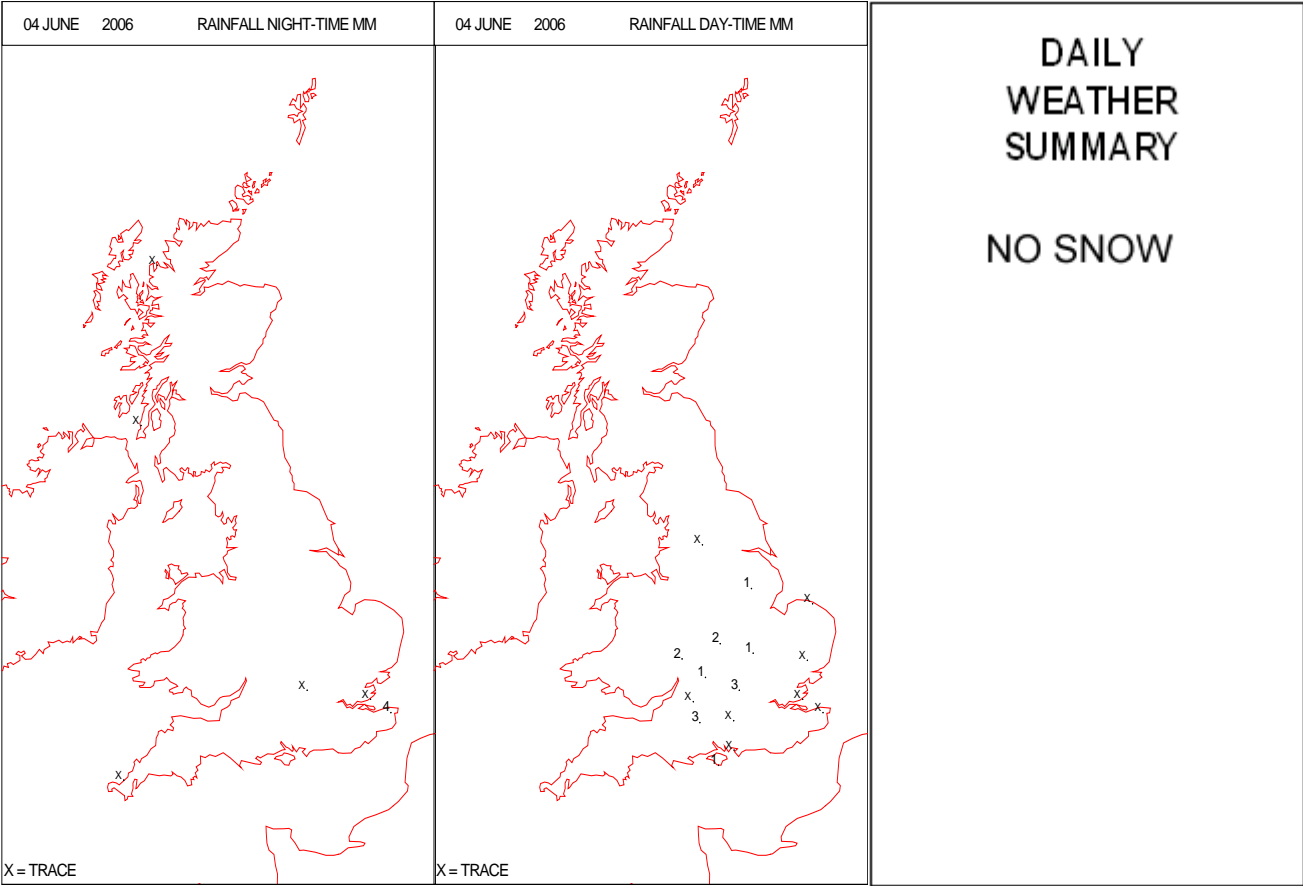 04 JUNE 2006 RAINFALL NIGHT-TIME MM
X
X
X
X
4
X
X = TRACE
04 JUNE 2006 RAINFALL DAY-TIME MM
X
1
X
2
1
2
X
1
3
X
X
X
3
X
X
1
X = TRACE
DAILY
WEATHER
SUMMARY
NO SNOW